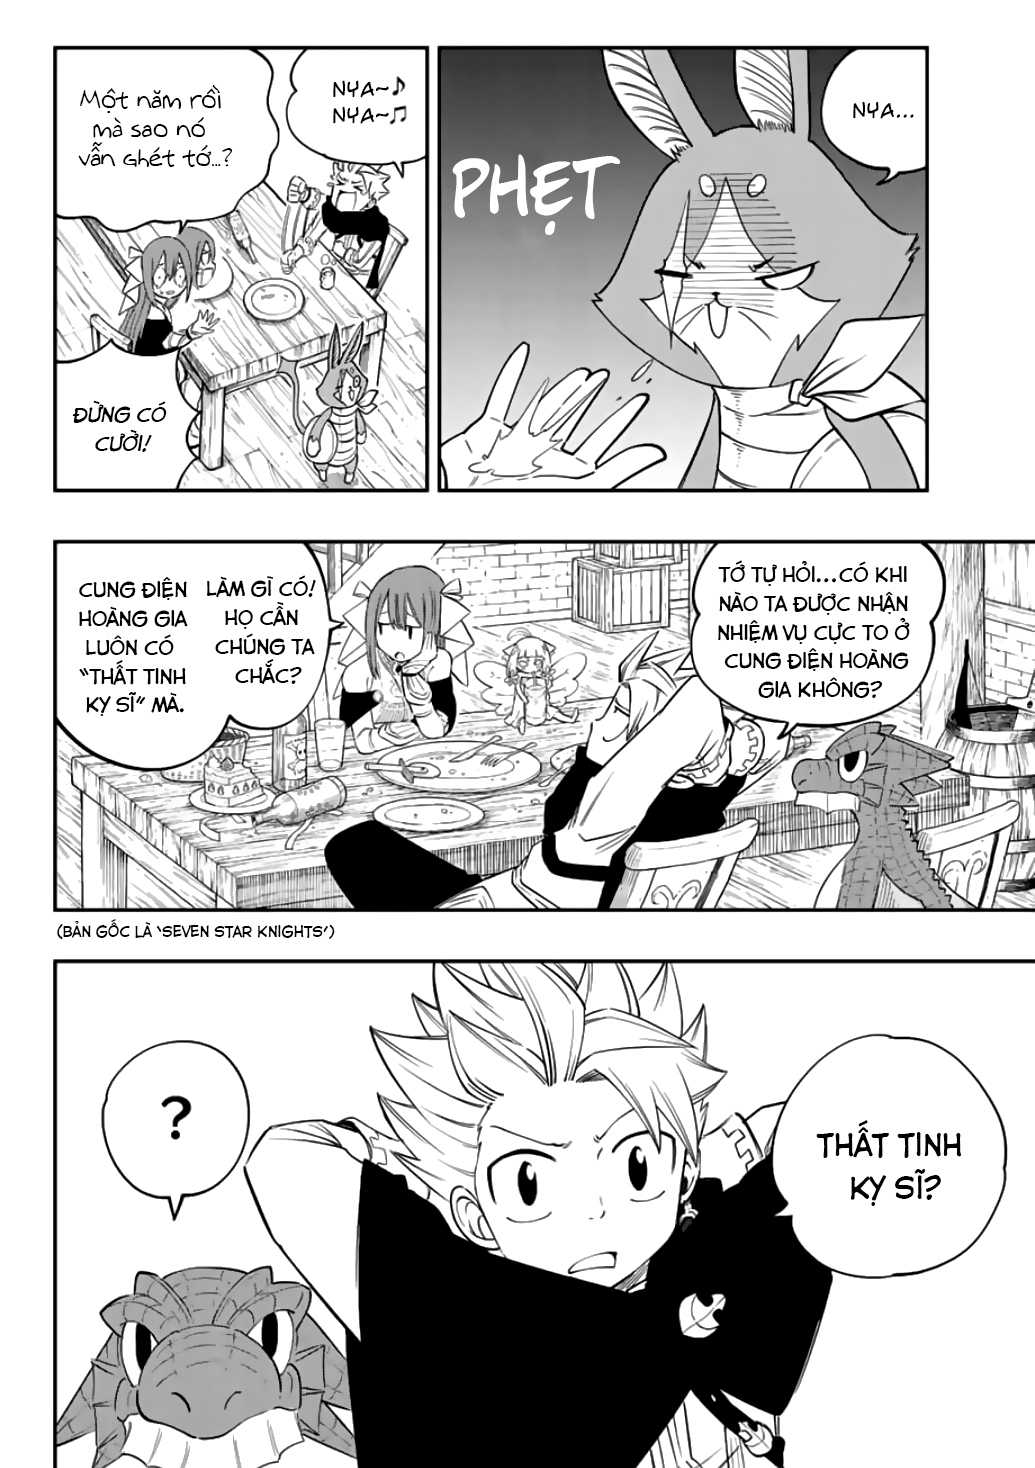 NYA...
PHẸT
NYA~♪
NYA~♫
Một năm rồi
mà sao nó
vẫn ghét tớ...?
ĐỪNG CÓ
CƯỜI!
TỚ TỰ HỎI...CÓ KHI
NÀO TA ĐƯỢC NHẬN
NHIỆM VỤ CỰC TO Ở
CUNG ĐIỆN HOÀNG
GIA KHÔNG?
LÀM GÌ CÓ!
HỌ CẦN
CHÚNG TA
CHẮC?
CUNG ĐIỆN
HOÀNG GIA
LUÔN CÓ
“THẤT TINH
KỴ SĨ” MÀ.
(BẢN GỐC LÀ ‘SEVEN STAR KNIGHTS’)
THẤT TINH
KỴ SĨ?
?